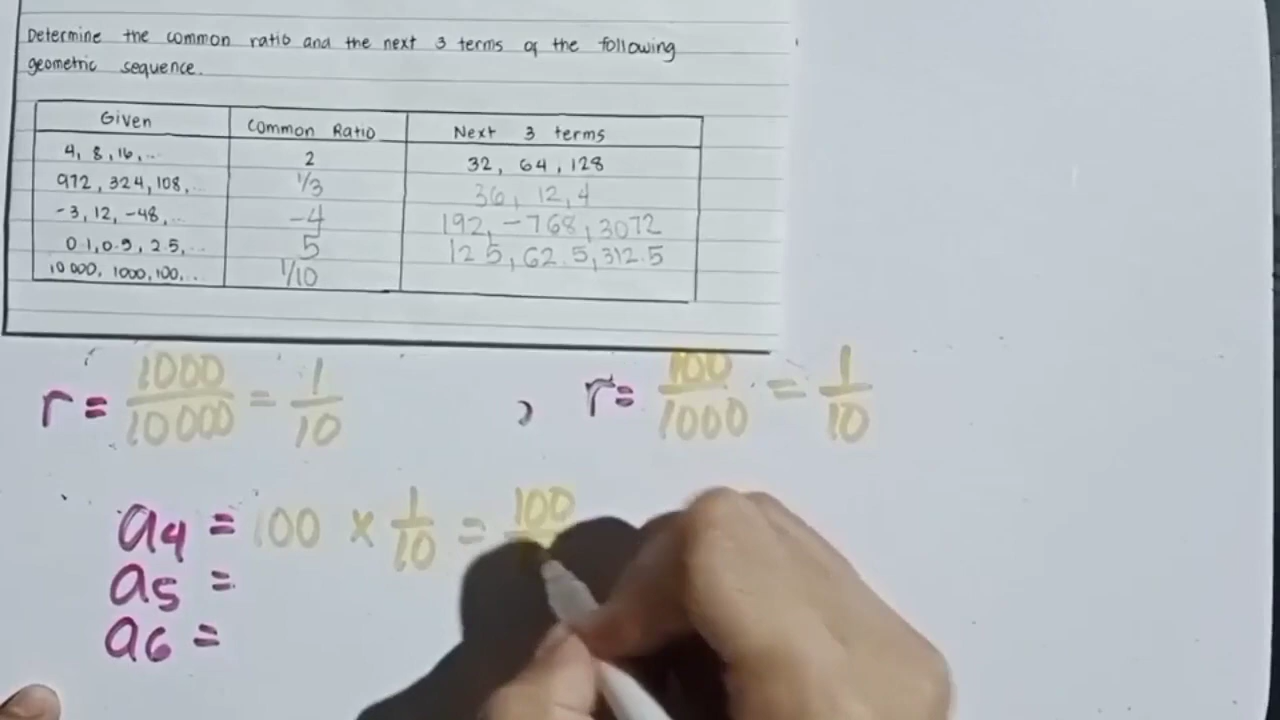 Determine the common ratio and the next 3 terms of the following
geometric sequence.
Given Common Ratio Next 3 terms
4, 8, 16, ... 2 32, 64, 128
972, 324, 108, ... 1/3 36, 12, 4
-3, 12, -48, ... -4 192, -768, 3072
0.1, 0.5, 2.5, ... 5 12.5, 62.5, 312.5
10 000, 1000, 100, ... 1/10
r = 1000/10000 = 1/10 , r = 100/1000 = 1/10
a4 = 100 × 1/10 = 100
a5 =
a6 =